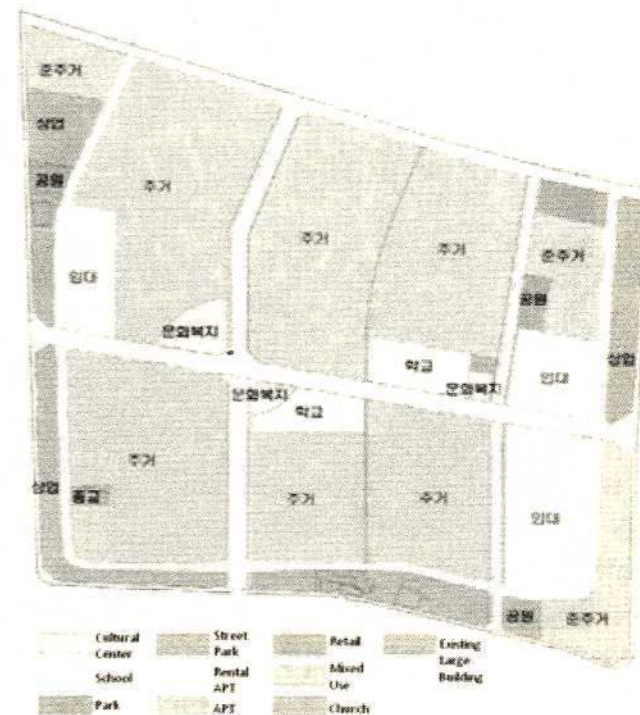 준주거
상업
공원
주거
임대
문화복지
주거
주거
준주거
공원
상업
임대
학교
문화복지
문화복지
학교
주거
상업
종교
주거
주거
임대
공원
준주거
Cultural Center
Street Park
Retail
Existing Large Building
School
Rental APT
Mixed Use
Park
APT
Church